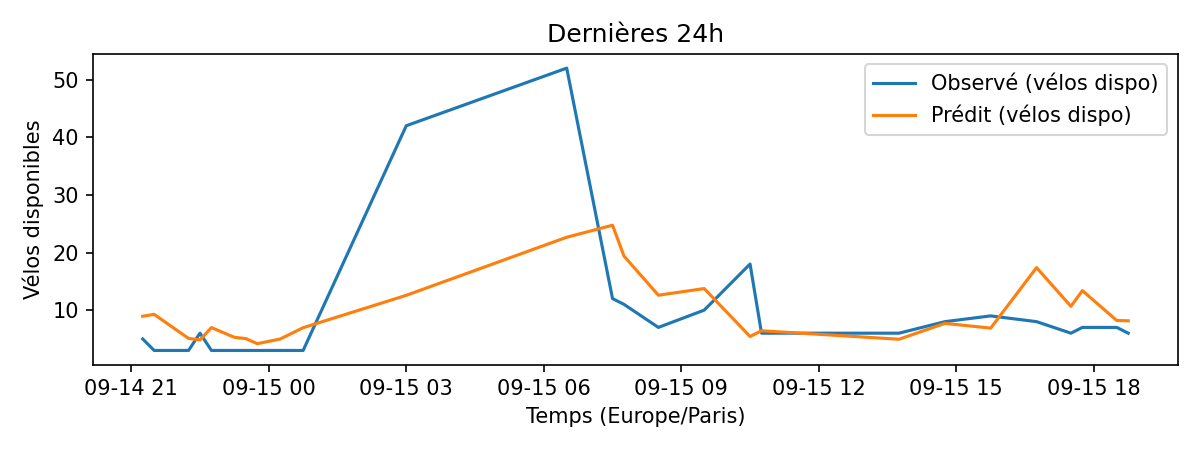 Dernières 24h
Observé (vélos dispo)
Prédit (vélos dispo)
Vélos disponibles
50
40
30
20
10
09-14 21 09-15 00 09-15 03 09-15 06 09-15 09 09-15 12 09-15 15 09-15 18
Temps (Europe/Paris)